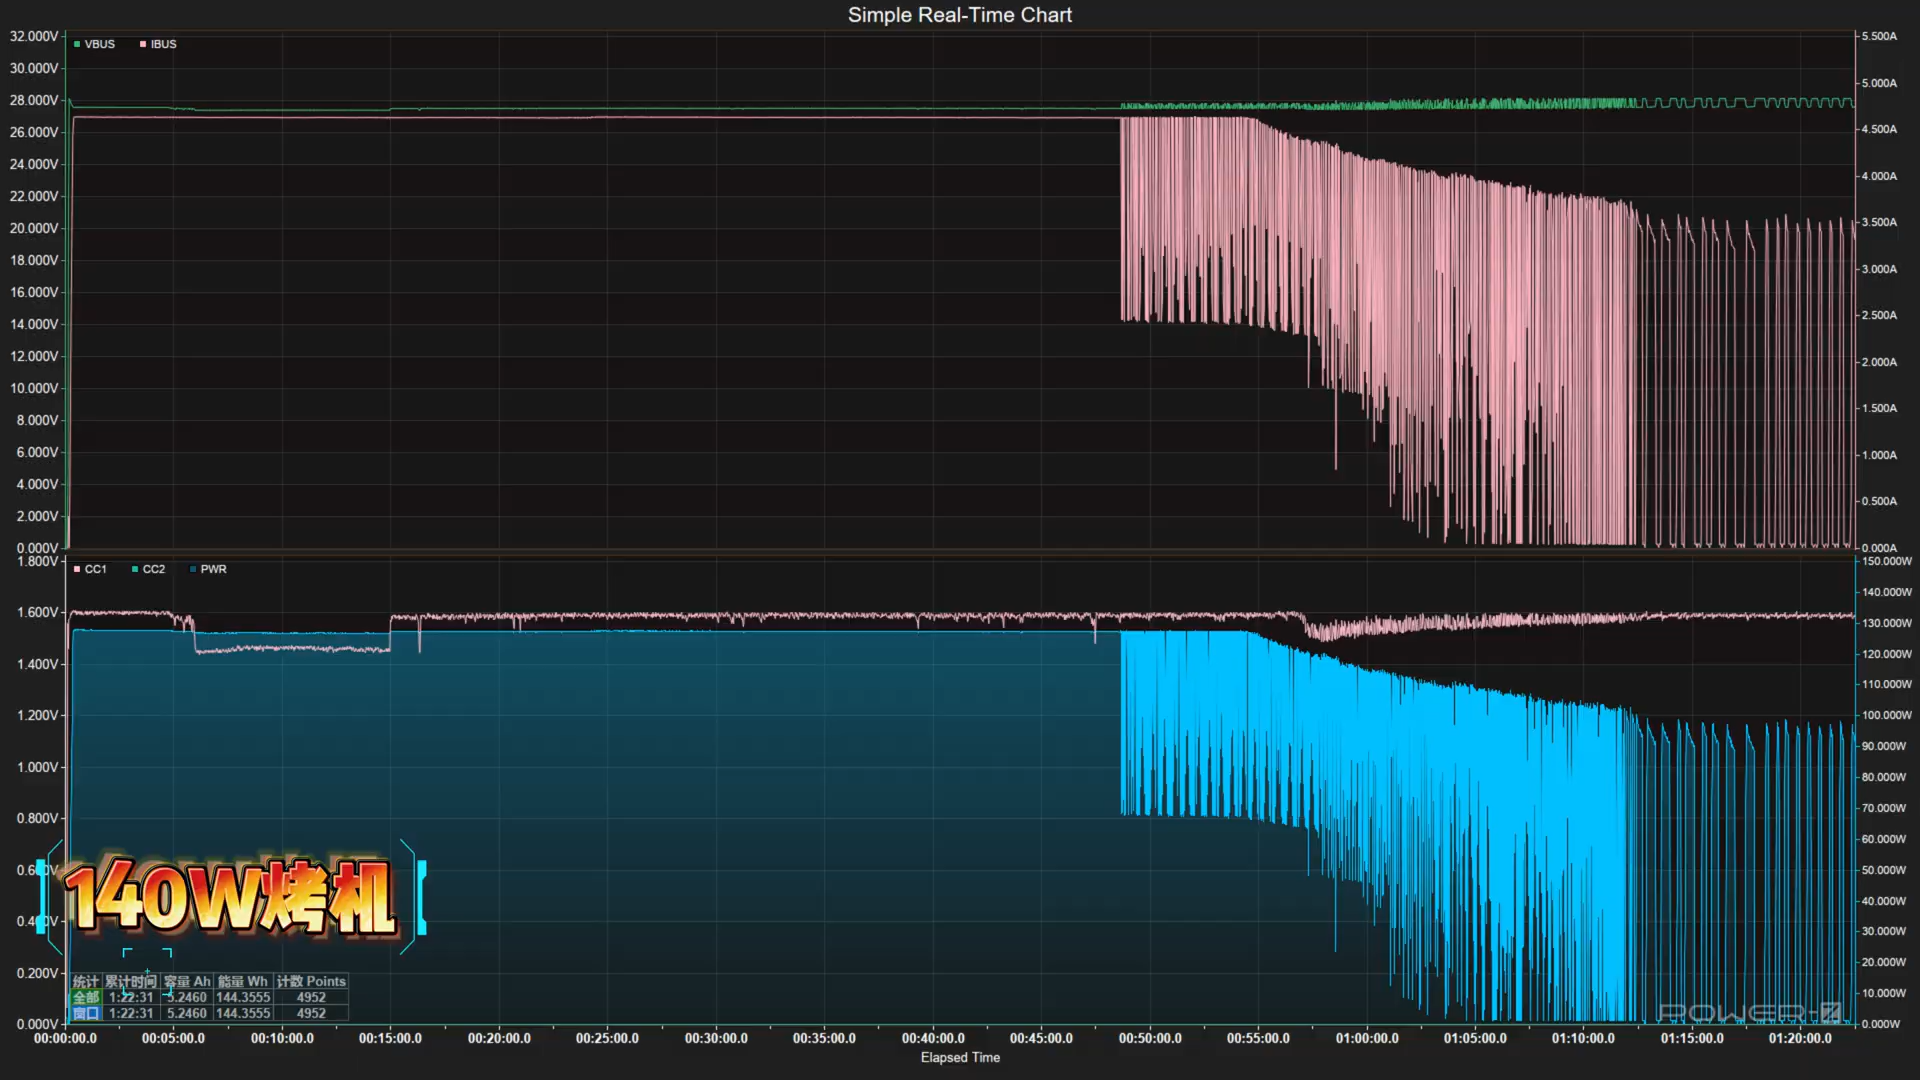 Simple Real-Time Chart
VBUS IBUS
32.000V
30.000V
28.000V
26.000V
24.000V
22.000V
20.000V
18.000V
16.000V
14.000V
12.000V
10.000V
8.000V
6.000V
4.000V
2.000V
0.000V
5.500A
5.000A
4.500A
4.000A
3.500A
3.000A
2.500A
2.000A
1.500A
1.000A
0.500A
0.000A
CC1 CC2 PWR
1.800V
1.600V
1.400V
1.200V
1.000V
0.800V
0.200V
0.000V
150.000W
140.000W
130.000W
120.000W
110.000W
100.000W
90.000W
80.000W
70.000W
60.000W
50.000W
40.000W
30.000W
20.000W
10.000W
0.000W
140W烤机
统计 累计时间 容量 Ah 能量 Wh 计数 Points
全部 1:22:31 5.2460 144.3555 4952
窗口 1:22:31 5.2460 144.3555 4952
POWER-Z
00:00:00.0 00:05:00.0 00:10:00.0 00:15:00.0 00:20:00.0 00:25:00.0 00:30:00.0 00:35:00.0 00:40:00.0 00:45:00.0 00:50:00.0 00:55:00.0 01:00:00.0 01:05:00.0 01:10:00.0 01:15:00.0 01:20:00.0
Elapsed Time